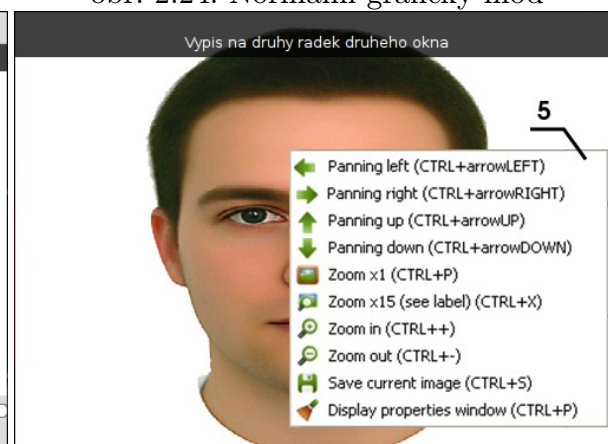 obr. 2.24: Normální grafický mód
Vypis na druhy radek druheho okna
5
Panning left (CTRL+arrowLEFT)
Panning right (CTRL+arrowRIGHT)
Panning up (CTRL+arrowUP)
Panning down (CTRL+arrowDOWN)
Zoom x1 (CTRL+P)
Zoom x15 (see label) (CTRL+X)
Zoom in (CTRL++)
Zoom out (CTRL+-)
Save current image (CTRL+S)
Display properties window (CTRL+P)